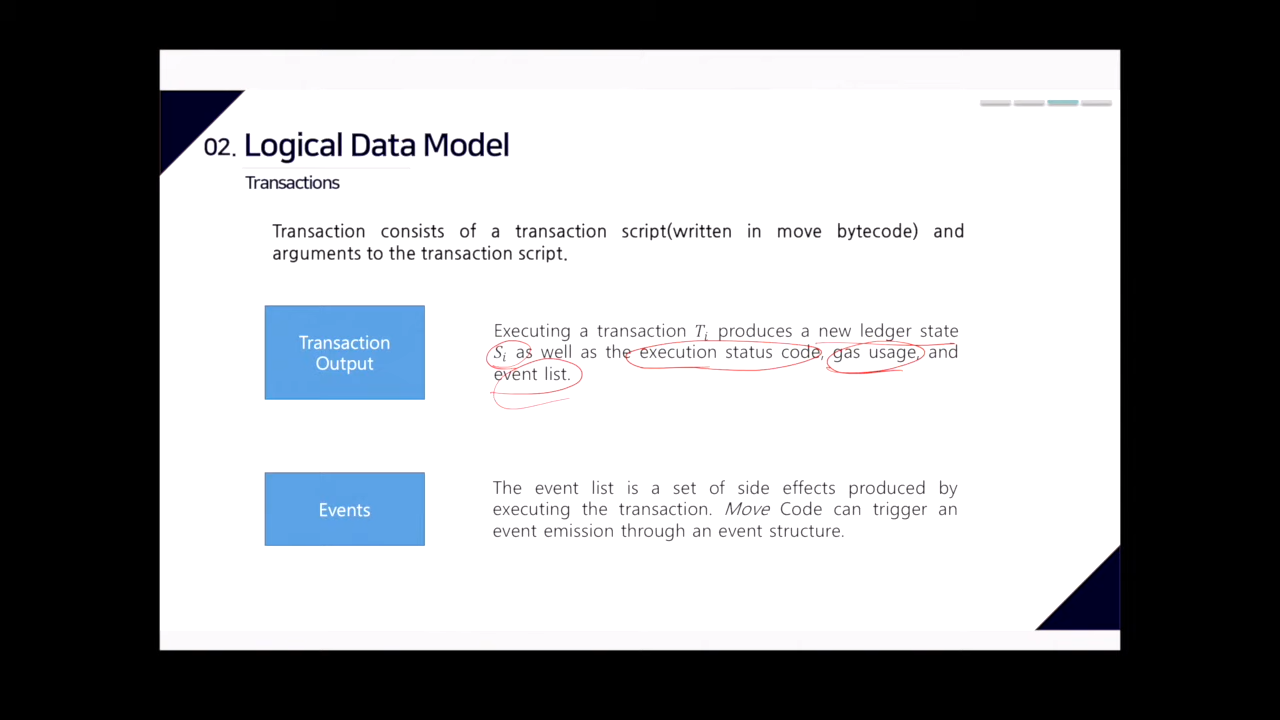 02. Logical Data Model
Transactions
Transaction consists of a transaction script(written in move bytecode) and
arguments to the transaction script.
Transaction
Output
Executing a transaction Tᵢ produces a new ledger state
Sᵢ as well as the execution status code, gas usage, and
event list.
Events
The event list is a set of side effects produced by
executing the transaction. Move Code can trigger an
event emission through an event structure.